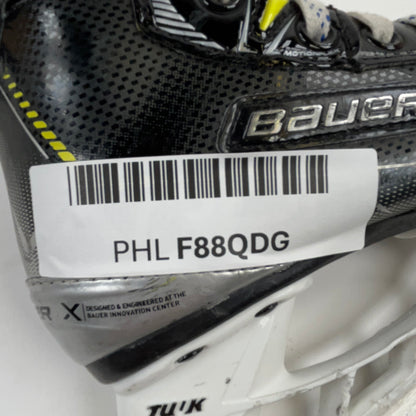 Bauer
PHL F88QDG
X DESIGNED & ENGINEERED AT THE
BAUER INNOVATION CENTER
TUUK